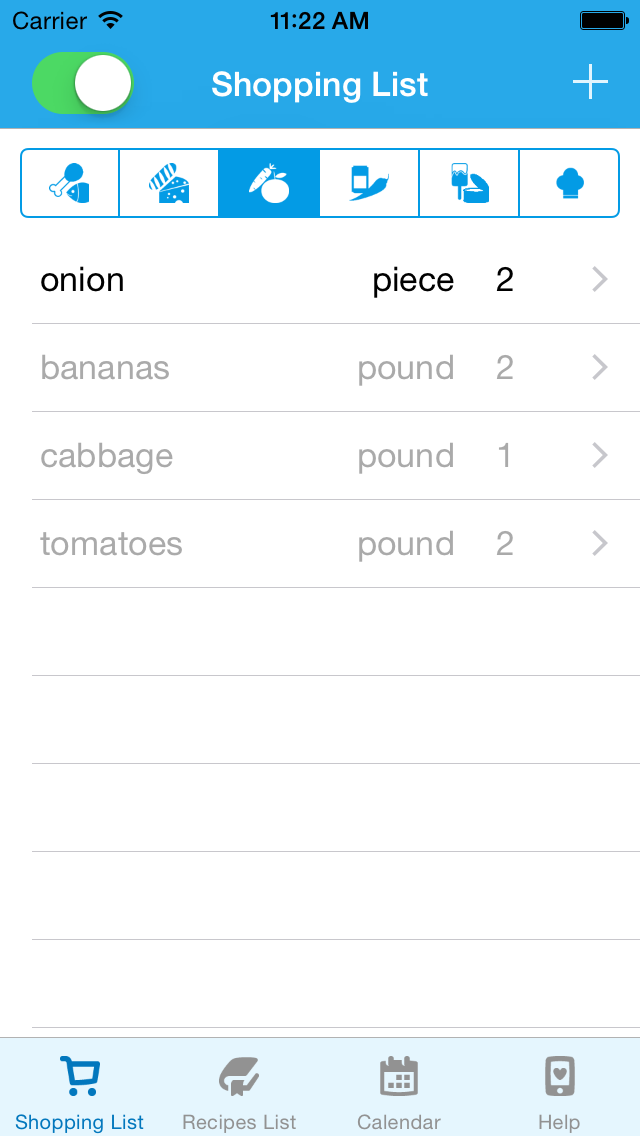 Carrier 11:22 AM
Shopping List
onion piece 2
bananas pound 2
cabbage pound 1
tomatoes pound 2
Shopping List Recipes List Calendar Help